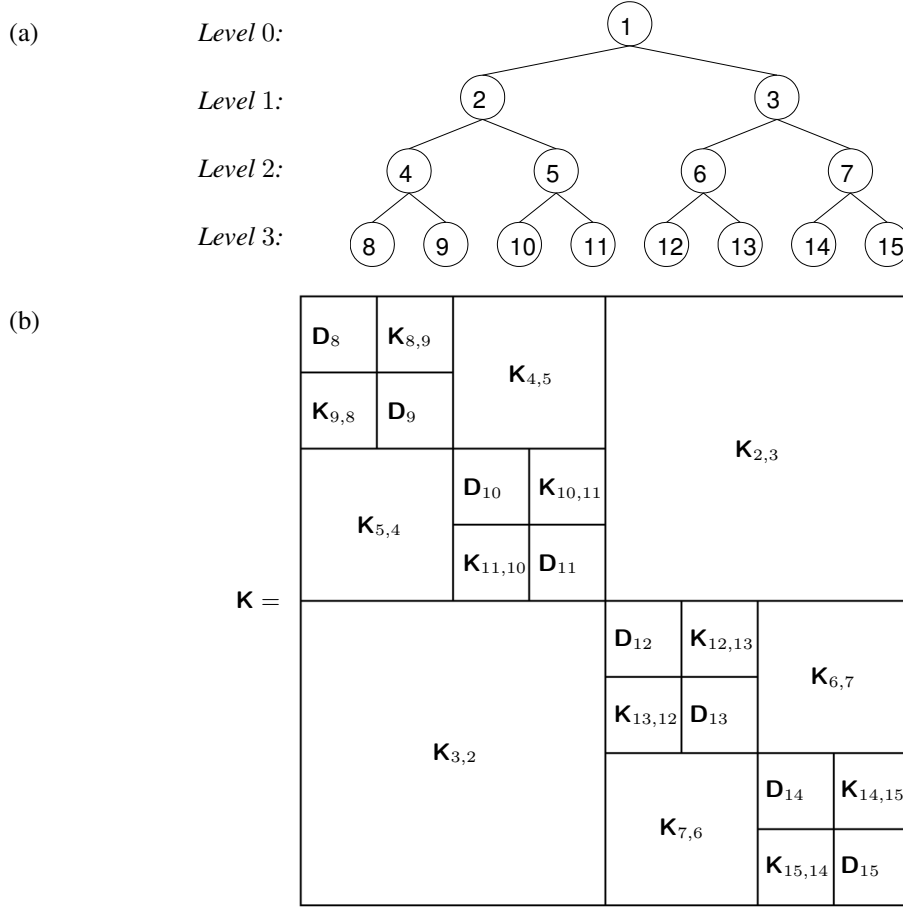 (a) Level 0: 1
Level 1: 2 3
Level 2: 4 5 6 7
Level 3: 8 9 10 11 12 13 14 15
(b)
D₈ K₈,₉
K₄,₅
K₉,₈ D₉
K₂,₃
D₁₀ K₁₀,₁₁
K₅,₄
K₁₁,₁₀ D₁₁
K =
D₁₂ K₁₂,₁₃
K₆,₇
K₁₃,₁₂ D₁₃
K₃,₂
D₁₄ K₁₄,₁₅
K₇,₆
K₁₅,₁₄ D₁₅